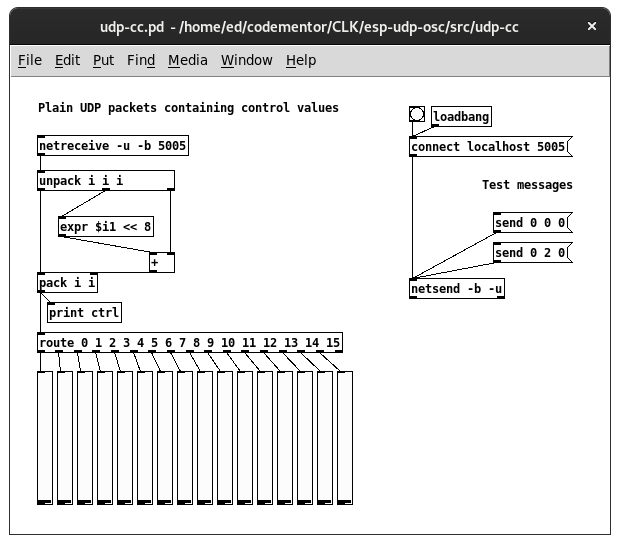 udp-cc.pd - /home/ed/codementor/CLK/esp-udp-osc/src/udp-cc
×
File Edit Put Find Media Window Help
Plain UDP packets containing control values
loadbang
netreceive -u -b 5005
connect localhost 5005
unpack i i i
Test messages
expr $i1 << 8
send 0 0 0
+
send 0 2 0
pack i i
netsend -b -u
print ctrl
route 0 1 2 3 4 5 6 7 8 9 10 11 12 13 14 15